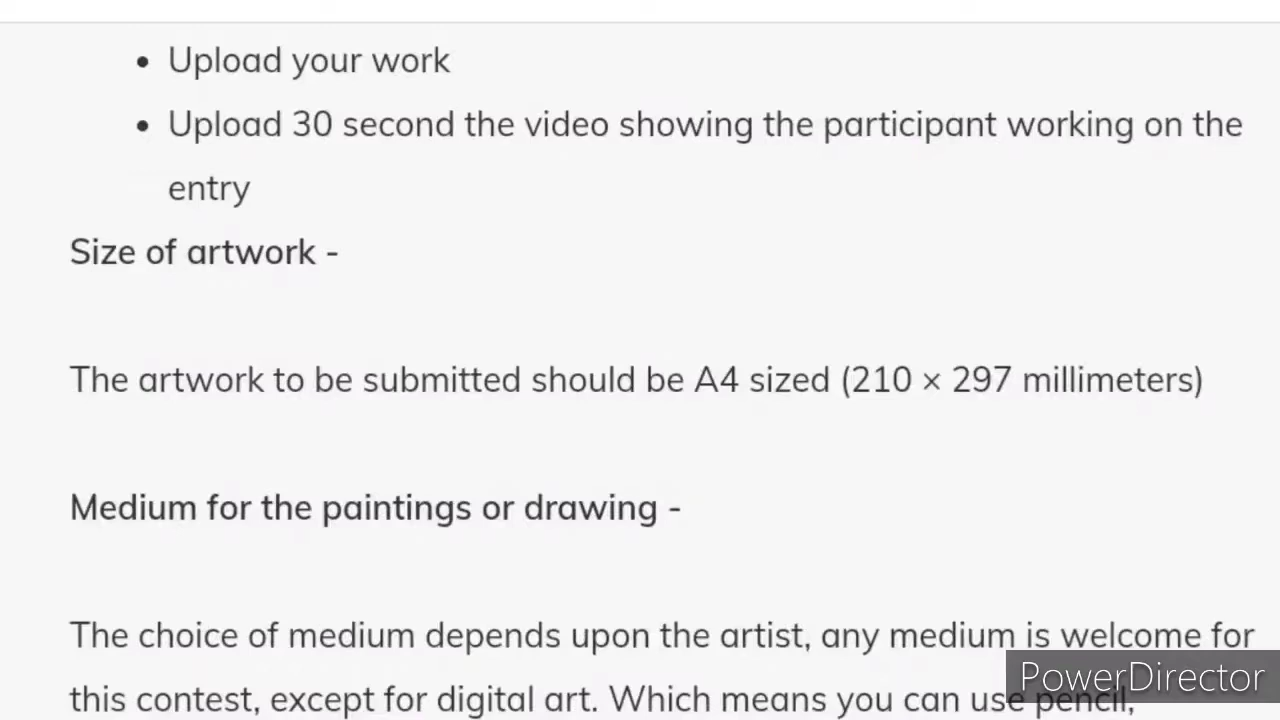 • Upload your work
• Upload 30 second the video showing the participant working on the
entry
Size of artwork -
The artwork to be submitted should be A4 sized (210 × 297 millimeters)
Medium for the paintings or drawing -
The choice of medium depends upon the artist, any medium is welcome for
this contest, except for digital art. Which means you can use pencil,
PowerDirector